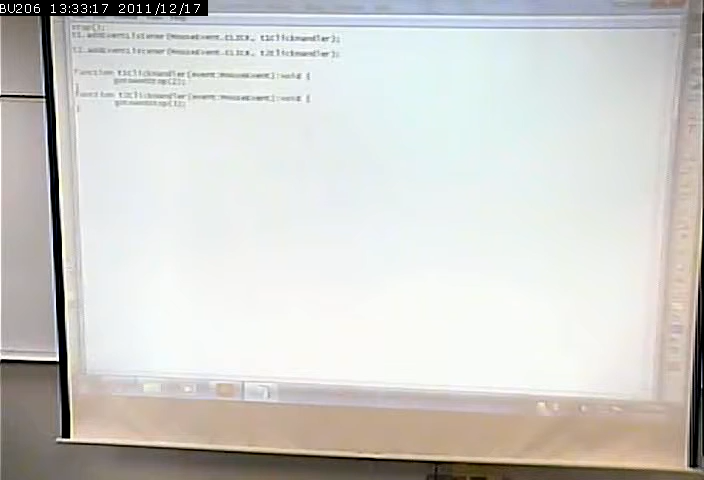 BU206 13:33:17 2011/12/17
stop();
t1.addEventListener(MouseEvent.CLICK, t1ClickHandler);
t2.addEventListener(MouseEvent.CLICK, t2ClickHandler);
function t1ClickHandler(event:MouseEvent):void {
gotoAndStop(2);
}
function t2ClickHandler(event:MouseEvent):void {
gotoAndStop(3);
}